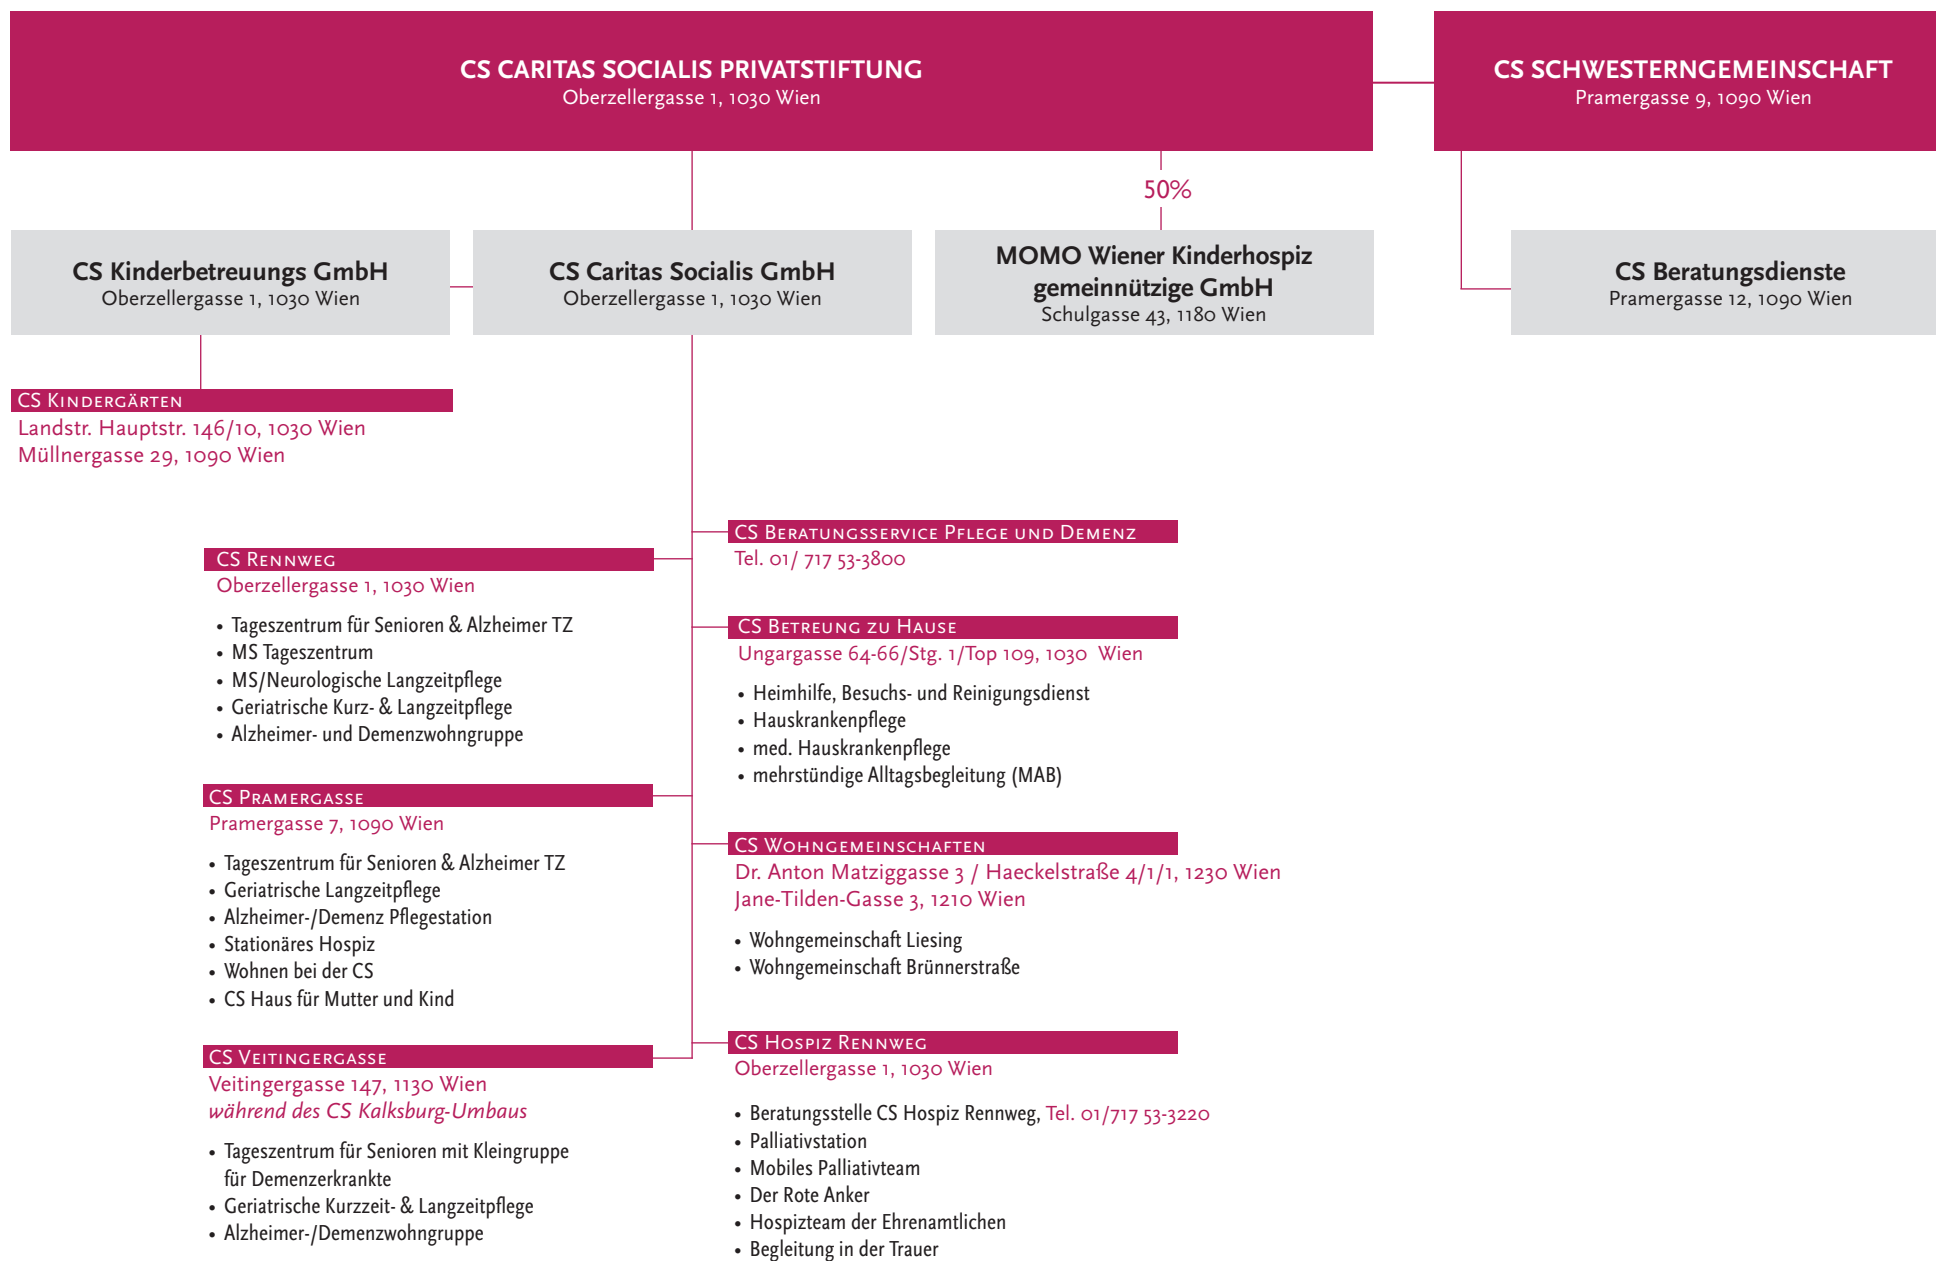 CS CARITAS SOCIALIS PRIVATSTIFTUNG
Oberzellergasse 1, 1030 Wien
CS SCHWESTERNGEMEINSCHAFT
Pramergasse 9, 1090 Wien
50%
CS Kinderbetreuungs GmbH
Oberzellergasse 1, 1030 Wien
CS Caritas Socialis GmbH
Oberzellergasse 1, 1030 Wien
MOMO Wiener Kinderhospiz
gemeinnützige GmbH
Schulgasse 43, 1180 Wien
CS Beratungsdienste
Pramergasse 12, 1090 Wien
CS Kindergärten
Landstr. Hauptstr. 146/10, 1030 Wien
Müllnergasse 29, 1090 Wien
CS Rennweg
Oberzellergasse 1, 1030 Wien
• Tageszentrum für Senioren & Alzheimer TZ
• MS Tageszentrum
• MS/Neurologische Langzeitpflege
• Geriatrische Kurz- & Langzeitpflege
• Alzheimer- und Demenzwohngruppe
CS Pramergasse
Pramergasse 7, 1090 Wien
• Tageszentrum für Senioren & Alzheimer TZ
• Geriatrische Langzeitpflege
• Alzheimer-/Demenz Pflegestation
• Stationäres Hospiz
• Wohnen bei der CS
• CS Haus für Mutter und Kind
CS Veitingergasse
Veitingergasse 147, 1130 Wien
während des CS Kalksburg-Umbaus
• Tageszentrum für Senioren mit Kleingruppe
für Demenzerkrankte
• Geriatrische Kurzzeit- & Langzeitpflege
• Alzheimer-/Demenzwohngruppe
CS Beratungsservice Pflege und Demenz
Tel. 01/ 717 53-3800
CS Betreung zu Hause
Ungargasse 64-66/Stg. 1/Top 109, 1030 Wien
• Heimhilfe, Besuchs- und Reinigungsdienst
• Hauskrankenpflege
• med. Hauskrankenpflege
• mehrstündige Alltagsbegleitung (MAB)
CS Wohngemeinschaften
Dr. Anton Matziggasse 3 / Haeckelstraße 4/1/1, 1230 Wien
Jane-Tilden-Gasse 3, 1210 Wien
• Wohngemeinschaft Liesing
• Wohngemeinschaft Brünnerstraße
CS Hospiz Rennweg
Oberzellergasse 1, 1030 Wien
• Beratungsstelle CS Hospiz Rennweg, Tel. 01/717 53-3220
• Palliativstation
• Mobiles Palliativteam
• Der Rote Anker
• Hospizteam der Ehrenamtlichen
• Begleitung in der Trauer